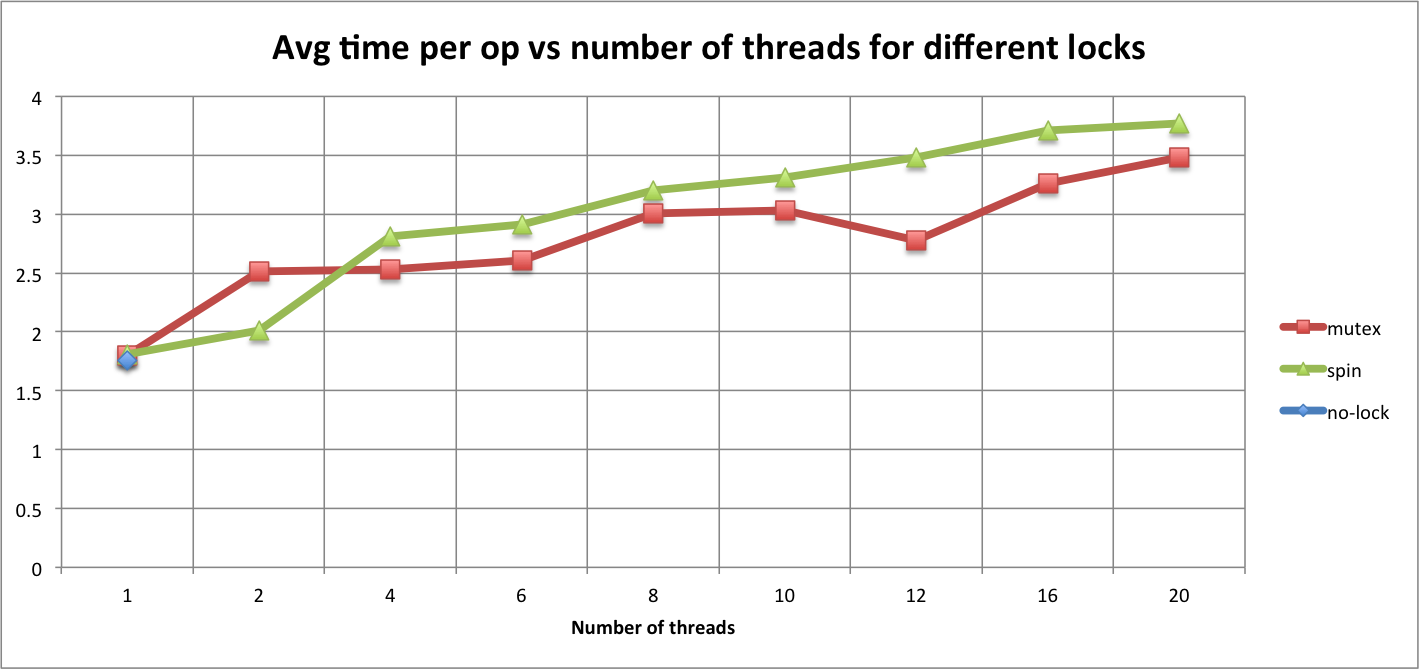 Avg time per op vs number of threads for different locks
4
3.5
3
2.5
2
1.5
1
0.5
0
1 2 4 6 8 10 12 16 20
Number of threads
mutex
spin
no-lock